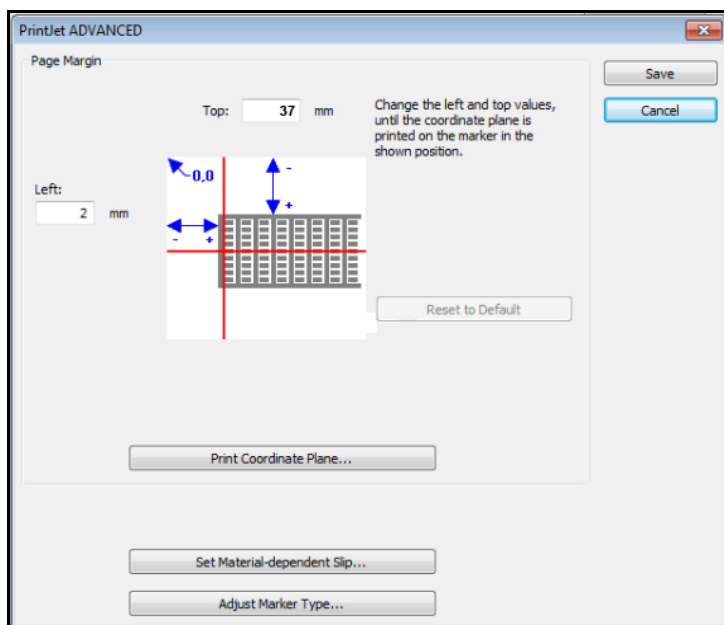 PrintJet ADVANCED
Page Margin
Save
Top: 37 mm
Change the left and top values,
until the coordinate plane is
printed on the marker in the
shown position.
Cancel
0,0
-
+
Left:
2 mm
- +
Reset to Default
Print Coordinate Plane...
Set Material-dependent Slip...
Adjust Marker Type...